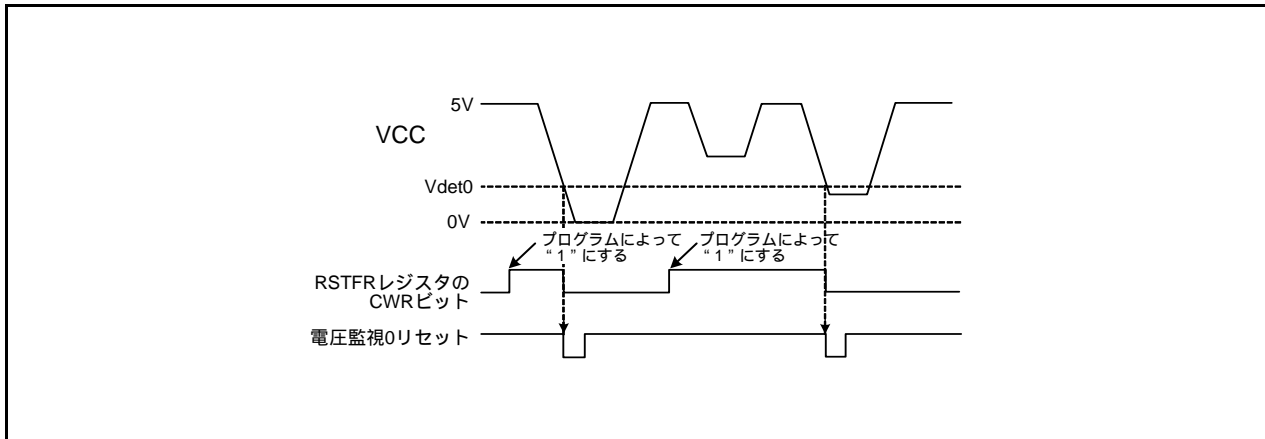 5V
VCC
Vdet0
0V
プログラムによって
“1”にする
プログラムによって
“1”にする
RSTFRレジスタの
CWRビット
電圧監視0リセット